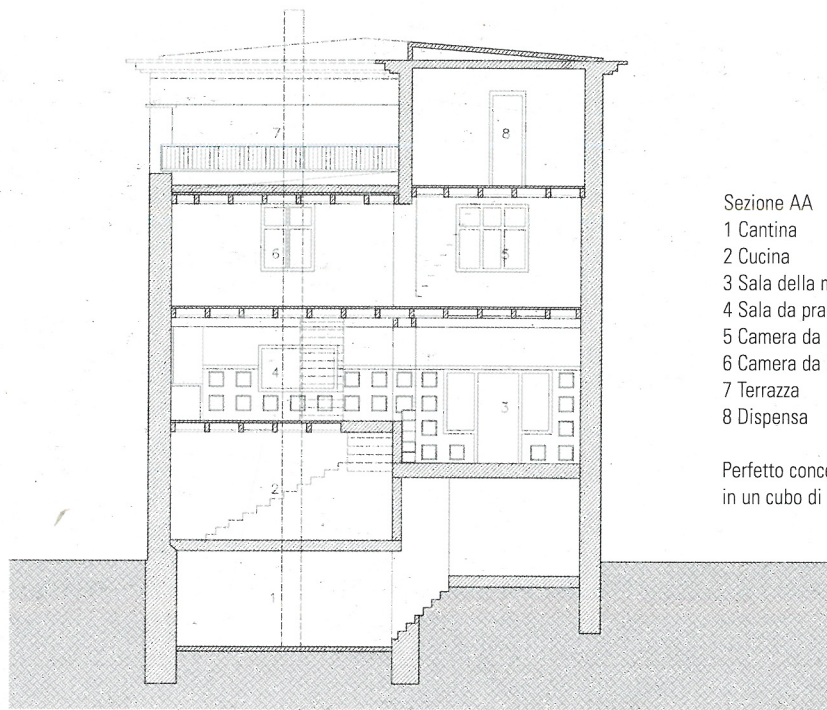 7
8
6
5
4
3
2
1
Sezione AA
1 Cantina
2 Cucina
3 Sala della
4 Sala da
5 Camera da
6 Camera da
7 Terrazza
8 Dispensa
Perfetto
in un cubo di